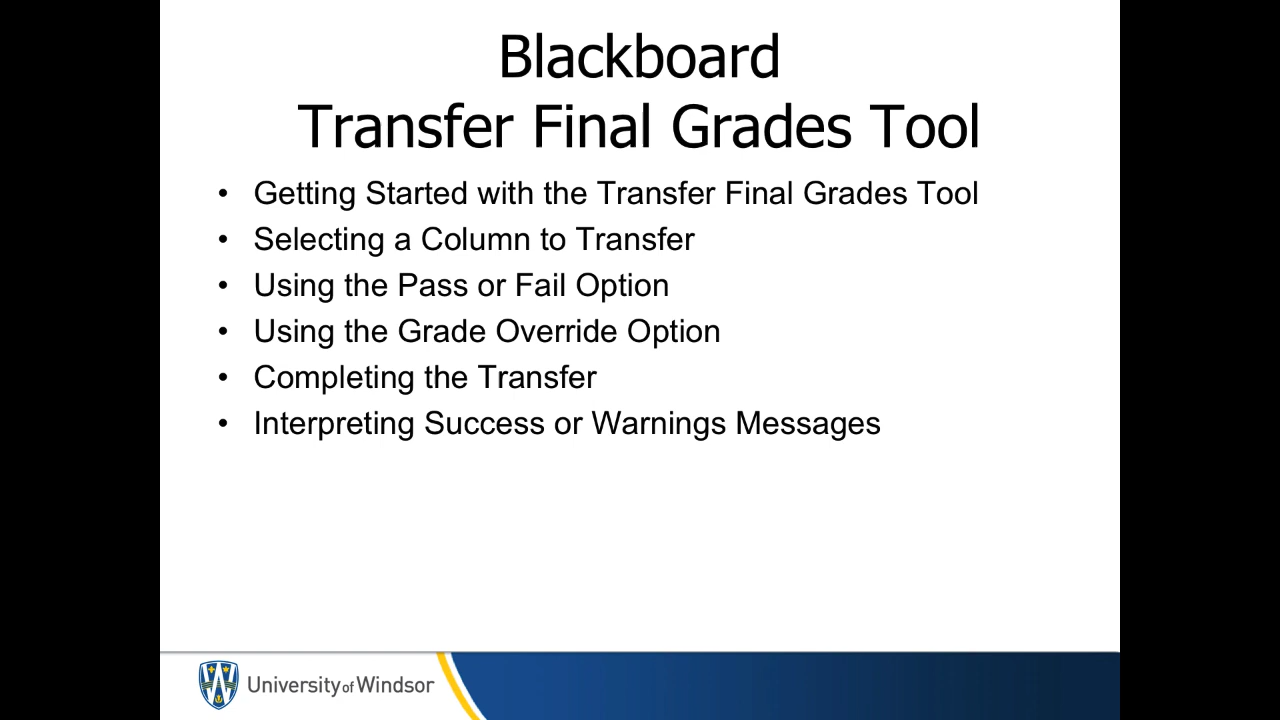 Blackboard
Transfer Final Grades Tool
• Getting Started with the Transfer Final Grades Tool
• Selecting a Column to Transfer
• Using the Pass or Fail Option
• Using the Grade Override Option
• Completing the Transfer
• Interpreting Success or Warnings Messages
University of Windsor